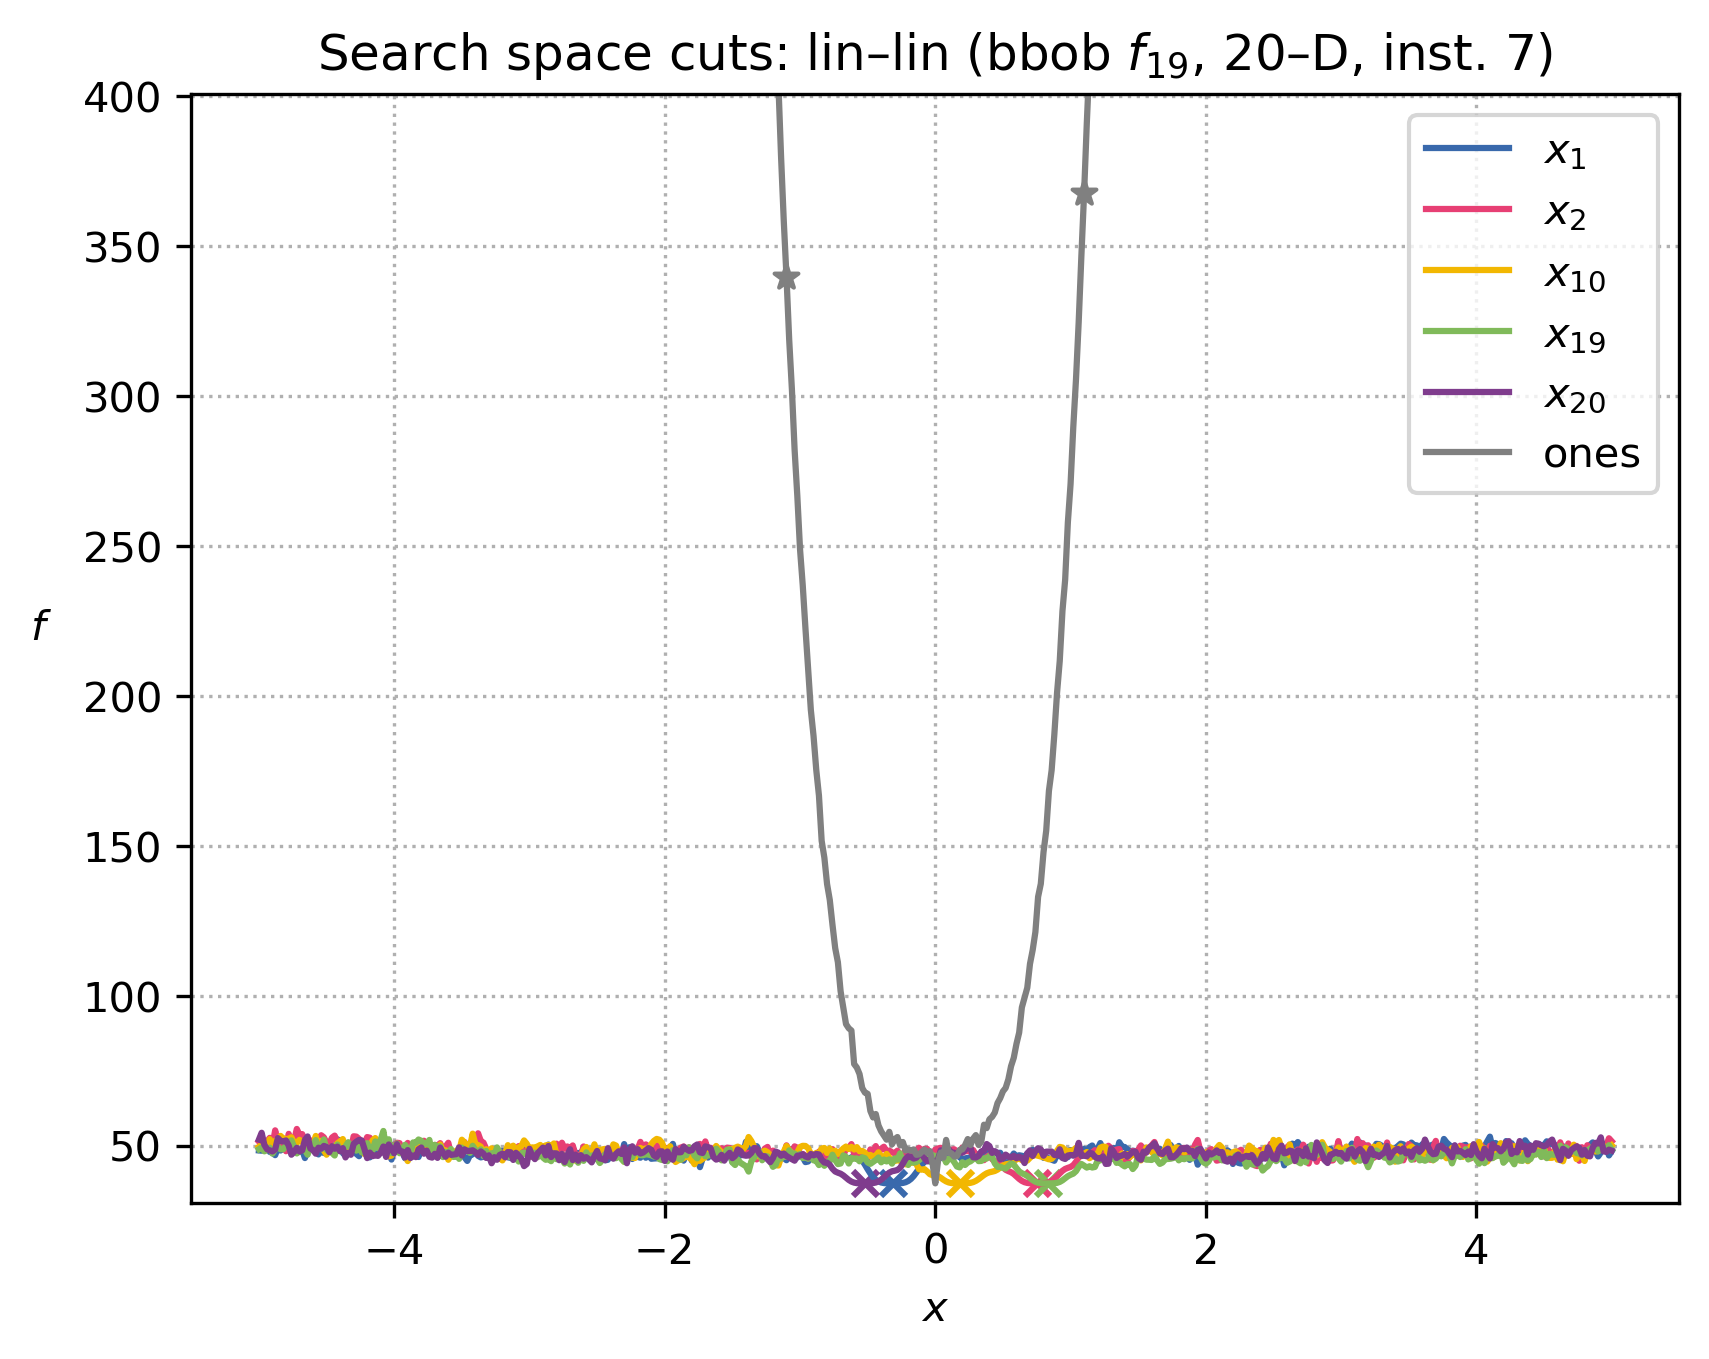 Search space cuts: lin–lin (bbob f19, 20–D, inst. 7)
400
350
300
250
200
150
100
50
f
−4
−2
0
2
4
x
x1
x2
x10
x19
x20
ones